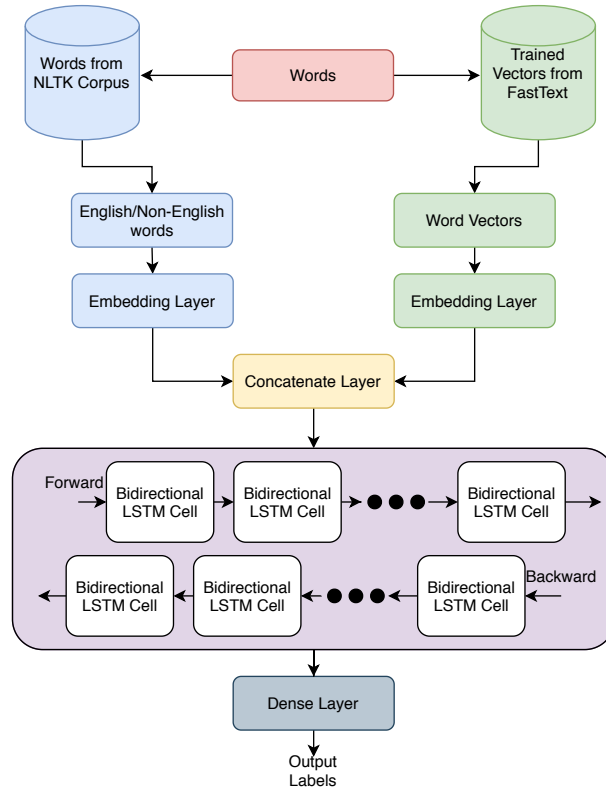 Words from
NLTK Corpus
Words
Trained
Vectors from
FastText
English/Non-English
words
Word Vectors
Embedding Layer
Embedding Layer
Concatenate Layer
Forward
Bidirectional
LSTM Cell
Bidirectional
LSTM Cell
Bidirectional
LSTM Cell
Bidirectional
LSTM Cell
Bidirectional
LSTM Cell
Bidirectional
LSTM Cell
Backward
Dense Layer
Output
Labels